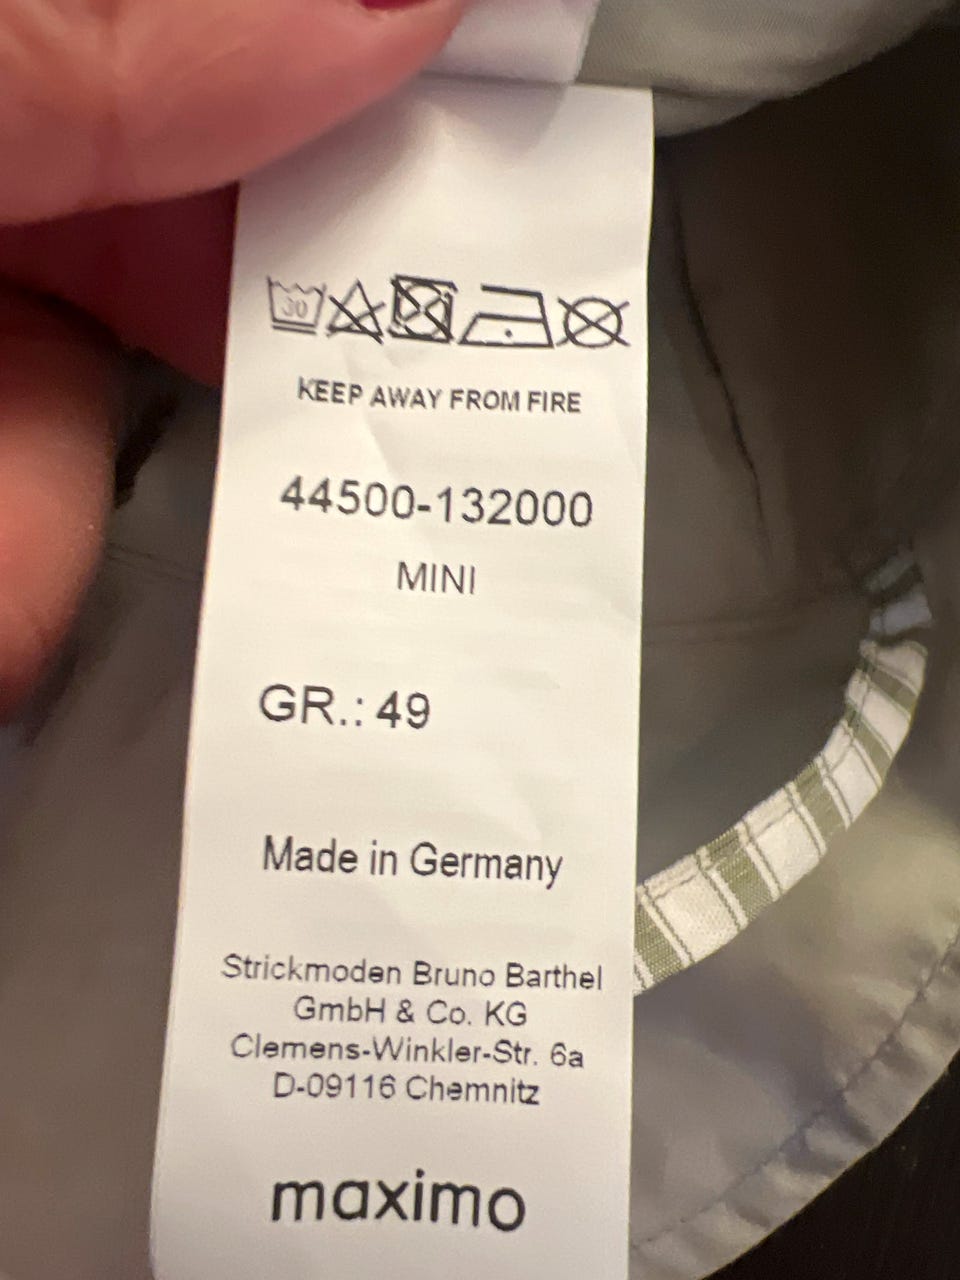 30
KEEP AWAY FROM FIRE
44500-132000
MINI
GR.: 49
Made in Germany
Strickmoden Bruno Barthel
GmbH & Co. KG
Clemens-Winkler-Str. 6a
D-09116 Chemnitz
maximo